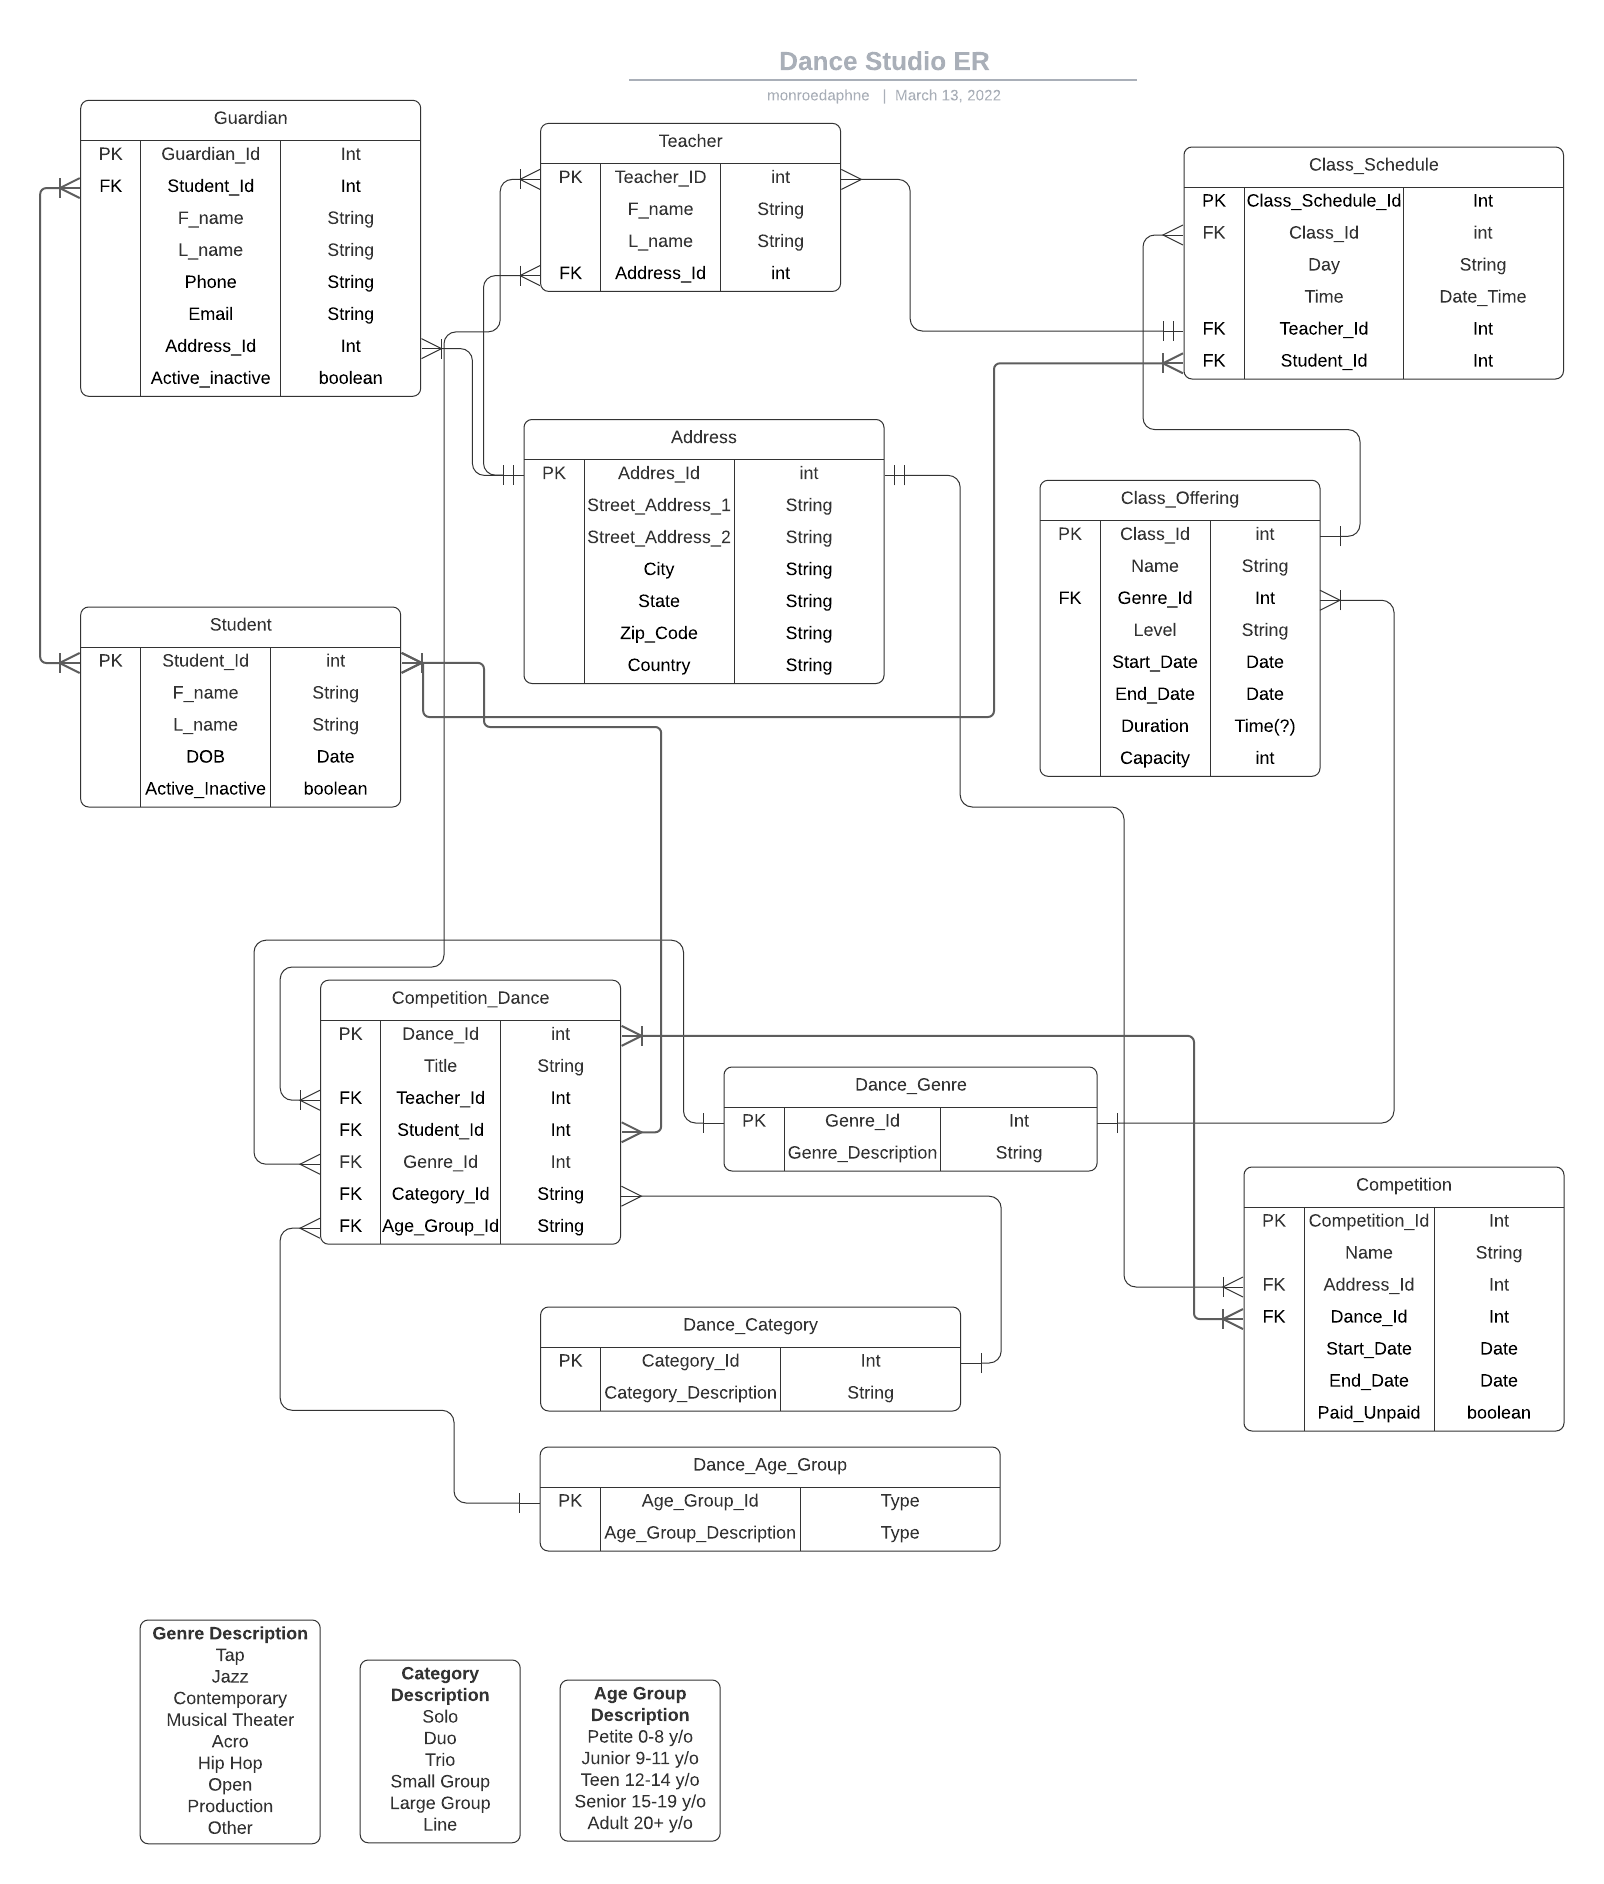 Dance Studio ER
monroedaphne | March 13, 2022
Guardian
PK Guardian_Id Int
FK Student_Id Int
F_name String
L_name String
Phone String
Email String
Address_Id Int
Active_inactive boolean
Teacher
PK Teacher_ID int
F_name String
L_name String
FK Address_Id int
Class_Schedule
PK Class_Schedule_Id Int
FK Class_Id int
Day String
Time Date_Time
FK Teacher_Id Int
FK Student_Id Int
Address
PK Addres_Id int
Street_Address_1 String
Street_Address_2 String
City String
State String
Zip_Code String
Country String
Class_Offering
PK Class_Id int
Name String
FK Genre_Id Int
Level String
Start_Date Date
End_Date Date
Duration Time(?)
Capacity int
Student
PK Student_Id int
F_name String
L_name String
DOB Date
Active_Inactive boolean
Competition_Dance
PK Dance_Id int
Title String
FK Teacher_Id Int
FK Student_Id Int
FK Genre_Id Int
FK Category_Id String
FK Age_Group_Id String
Dance_Genre
PK Genre_Id Int
Genre_Description String
Competition
PK Competition_Id Int
Name String
FK Address_Id Int
FK Dance_Id Int
Start_Date Date
End_Date Date
Paid_Unpaid boolean
Dance_Category
PK Category_Id Int
Category_Description String
Dance_Age_Group
PK Age_Group_Id Type
Age_Group_Description Type
Genre Description
Tap
Jazz
Contemporary
Musical Theater
Acro
Hip Hop
Open
Production
Other
Category
Description
Solo
Duo
Trio
Small Group
Large Group
Line
Age Group
Description
Petite 0-8 y/o
Junior 9-11 y/o
Teen 12-14 y/o
Senior 15-19 y/o
Adult 20+ y/o